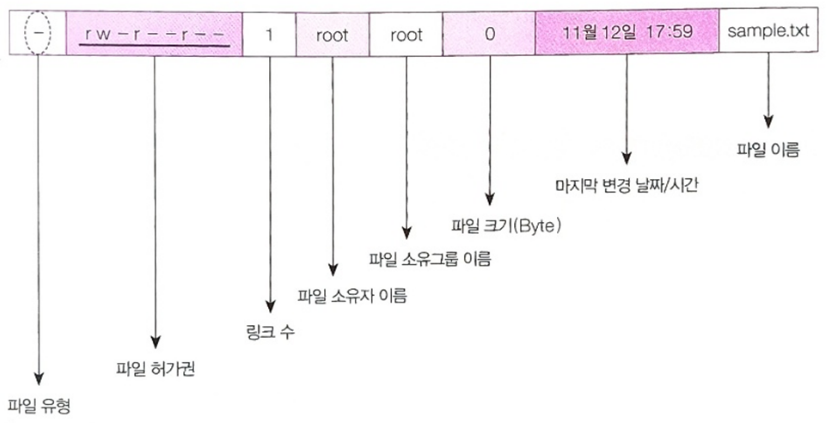 - rw-r--r-- 1 root root 0 11월 12일 17:59 sample.txt
파일 이름
마지막 변경 날짜/시간
파일 크기(Byte)
파일 소유그룹 이름
파일 소유자 이름
링크 수
파일 허가권
파일 유형